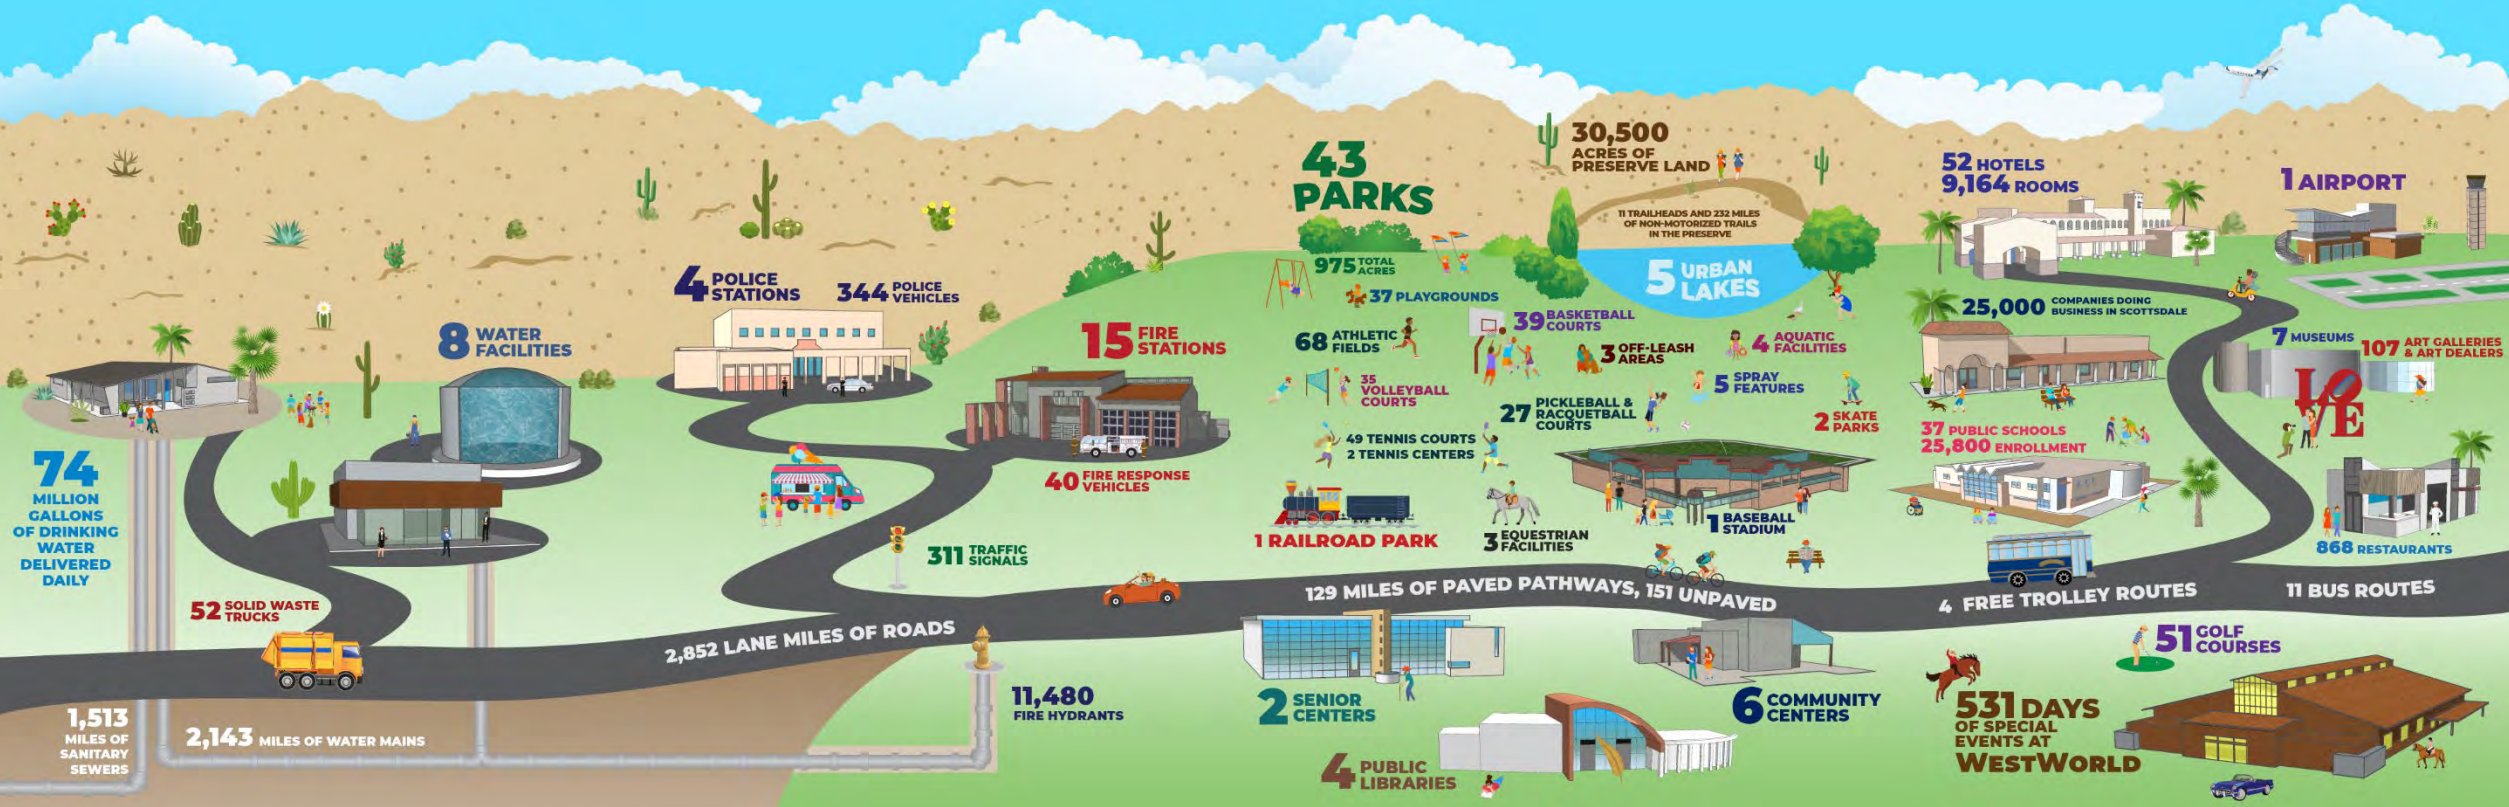 74
MILLION
GALLONS
OF DRINKING
WATER
DELIVERED
DAILY
8 WATER
FACILITIES
52 SOLID WASTE
TRUCKS
1,513
MILES OF
SANITARY
SEWERS
2,143 MILES OF WATER MAINS
4 POLICE
STATIONS
344 POLICE
VEHICLES
15 FIRE
STATIONS
40 FIRE RESPONSE
VEHICLES
311 TRAFFIC
SIGNALS
2,852 LANE MILES OF ROADS
11,480
FIRE HYDRANTS
43
PARKS
975 TOTAL
ACRES
37 PLAYGROUNDS
68 ATHLETIC
FIELDS
39 BASKETBALL
COURTS
35
VOLLEYBALL
COURTS
3 OFF-LEASH
AREAS
4 AQUATIC
FACILITIES
5 SPRAY
FEATURES
27 PICKLEBALL &
RACQUETBALL
COURTS
2 SKATE
PARKS
49 TENNIS COURTS
2 TENNIS CENTERS
1 RAILROAD PARK
3 EQUESTRIAN
FACILITIES
1 BASEBALL
STADIUM
30,500
ACRES OF
PRESERVE LAND
11 TRAILHEADS AND 232 MILES
OF NON-MOTORIZED TRAILS
IN THE PRESERVE
5 URBAN
LAKES
129 MILES OF PAVED PATHWAYS, 151 UNPAVED
2 SENIOR
CENTERS
4 PUBLIC
LIBRARIES
6 COMMUNITY
CENTERS
52 HOTELS
9,164 ROOMS
1 AIRPORT
25,000 COMPANIES DOING
BUSINESS IN SCOTTSDALE
7 MUSEUMS
107 ART GALLERIES
& ART DEALERS
LOVE
37 PUBLIC SCHOOLS
25,800 ENROLLMENT
868 RESTAURANTS
4 FREE TROLLEY ROUTES
11 BUS ROUTES
51 GOLF
COURSES
531 DAYS
OF SPECIAL
EVENTS AT
WESTWORLD